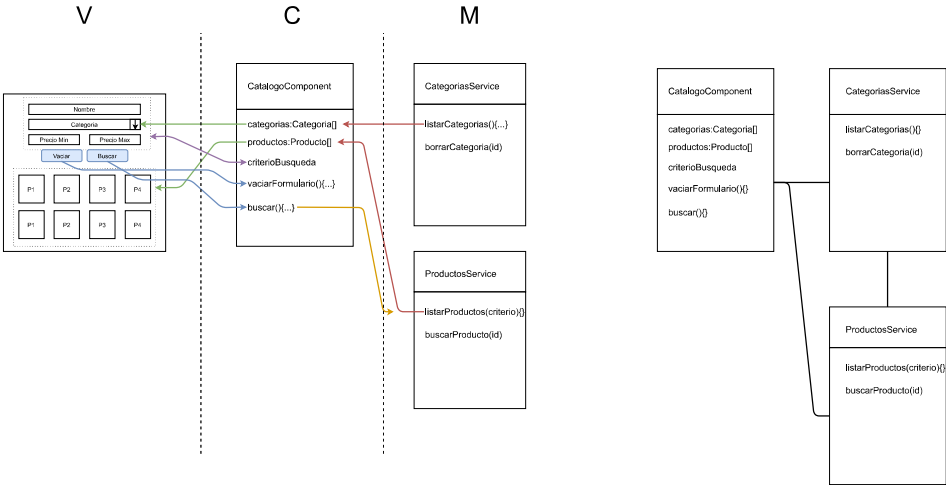 V
C
M
Nombre
Categoria
Precio Min
Precio Max
Vaciar
Buscar
P1
P2
P3
P4
P1
P2
P3
P4
CatalogoComponent
categorias:Categoria[]
productos:Producto[]
criterioBusqueda
vaciarFormulario(){...}
buscar(){...}
CategoriasService
listarCategorias(){...}
borrarCategoria(id)
ProductosService
listarProductos(criterio){}
buscarProducto(id)
CatalogoComponent
categorias:Categoria[]
productos:Producto[]
criterioBusqueda
vaciarFormulario(){}
buscar(){}
CategoriasService
listarCategorias(){}
borrarCategoria(id)
ProductosService
listarProductos(criterio){}
buscarProducto(id)